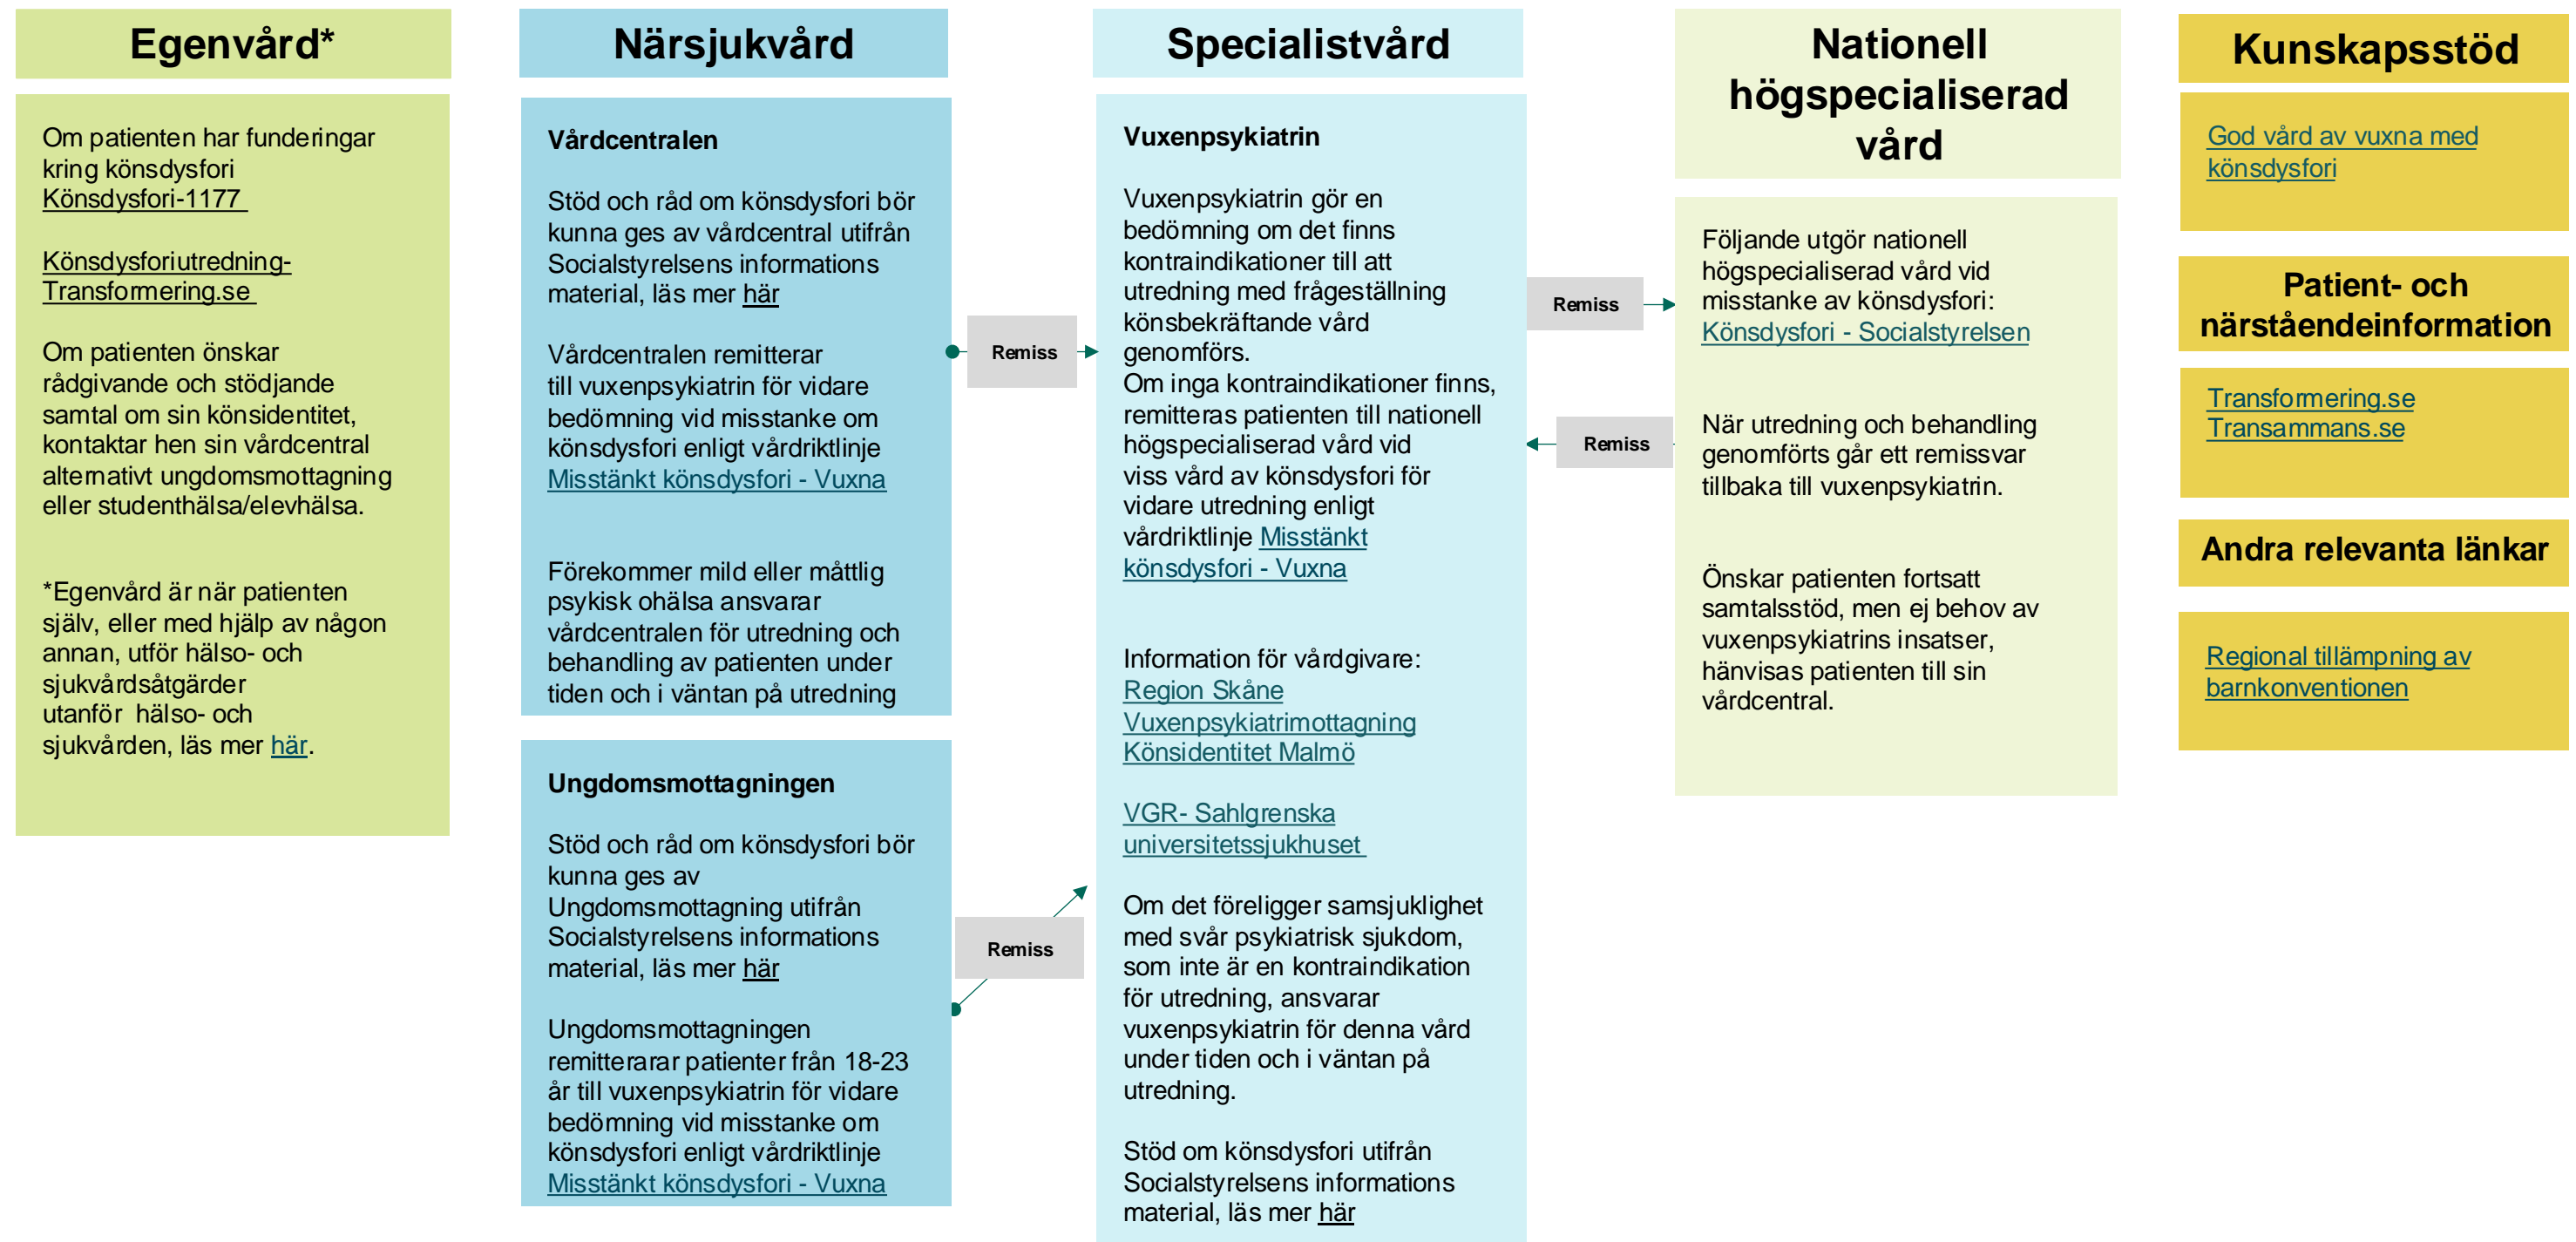 Egenvård*
Om patienten har funderingar
kring könsdysfori
Könsdysfori-1177
Könsdysforiutredning-
Transformering.se
Om patienten önskar
rådgivande och stödjande
samtal om sin könsidentitet,
kontaktar hen sin vårdcentral
alternativt ungdomsmottagning
eller studenthälsa/elevhälsa.
*Egenvård är när patienten
själv, eller med hjälp av någon
annan, utför hälso- och
sjukvårdsåtgärder
utanför hälso- och
sjukvården, läs mer här.
Närsjukvård
Vårdcentralen
Stöd och råd om könsdysfori bör
kunna ges av vårdcentral utifrån
Socialstyrelsens informations
material, läs mer här
Vårdcentralen remitterar
till vuxenpsykiatrin för vidare
bedömning vid misstanke om
könsdysfori enligt vårdriktlinje
Misstänkt könsdysfori - Vuxna
Förekommer mild eller måttlig
psykisk ohälsa ansvarar
vårdcentralen för utredning och
behandling av patienten under
tiden och i väntan på utredning
Ungdomsmottagningen
Stöd och råd om könsdysfori bör
kunna ges av
Ungdomsmottagning utifrån
Socialstyrelsens informations
material, läs mer här
Ungdomsmottagningen
remitterarar patienter från 18-23
år till vuxenpsykiatrin för vidare
bedömning vid misstanke om
könsdysfori enligt vårdriktlinje
Misstänkt könsdysfori - Vuxna
Remiss
Remiss
Specialistvård
Vuxenpsykiatrin
Vuxenpsykiatrin gör en
bedömning om det finns
kontraindikationer till att
utredning med frågeställning
könsbekräftande vård
genomförs.
Om inga kontraindikationer finns,
remitteras patienten till nationell
högspecialiserad vård vid
viss vård av könsdysfori för
vidare utredning enligt
vårdriktlinje Misstänkt
könsdysfori - Vuxna
Information för vårdgivare:
Region Skåne
Vuxenpsykiatrimottagning
Könsidentitet Malmö
VGR- Sahlgrenska
universitetssjukhuset
Om det föreligger samsjuklighet
med svår psykiatrisk sjukdom,
som inte är en kontraindikation
för utredning, ansvarar
vuxenpsykiatrin för denna vård
under tiden och i väntan på
utredning.
Stöd om könsdysfori utifrån
Socialstyrelsens informations
material, läs mer här
Remiss
Remiss
Nationell
högspecialiserad
vård
Följande utgör nationell
högspecialiserad vård vid
misstanke av könsdysfori:
Könsdysfori - Socialstyrelsen
När utredning och behandling
genomförts går ett remissvar
tillbaka till vuxenpsykiatrin.
Önskar patienten fortsatt
samtalsstöd, men ej behov av
vuxenpsykiatrins insatser,
hänvisas patienten till sin
vårdcentral.
Kunskapsstöd
God vård av vuxna med
könsdysfori
Patient- och
närståendeinformation
Transformering.se
Transammans.se
Andra relevanta länkar
Regional tillämpning av
barnkonventionen